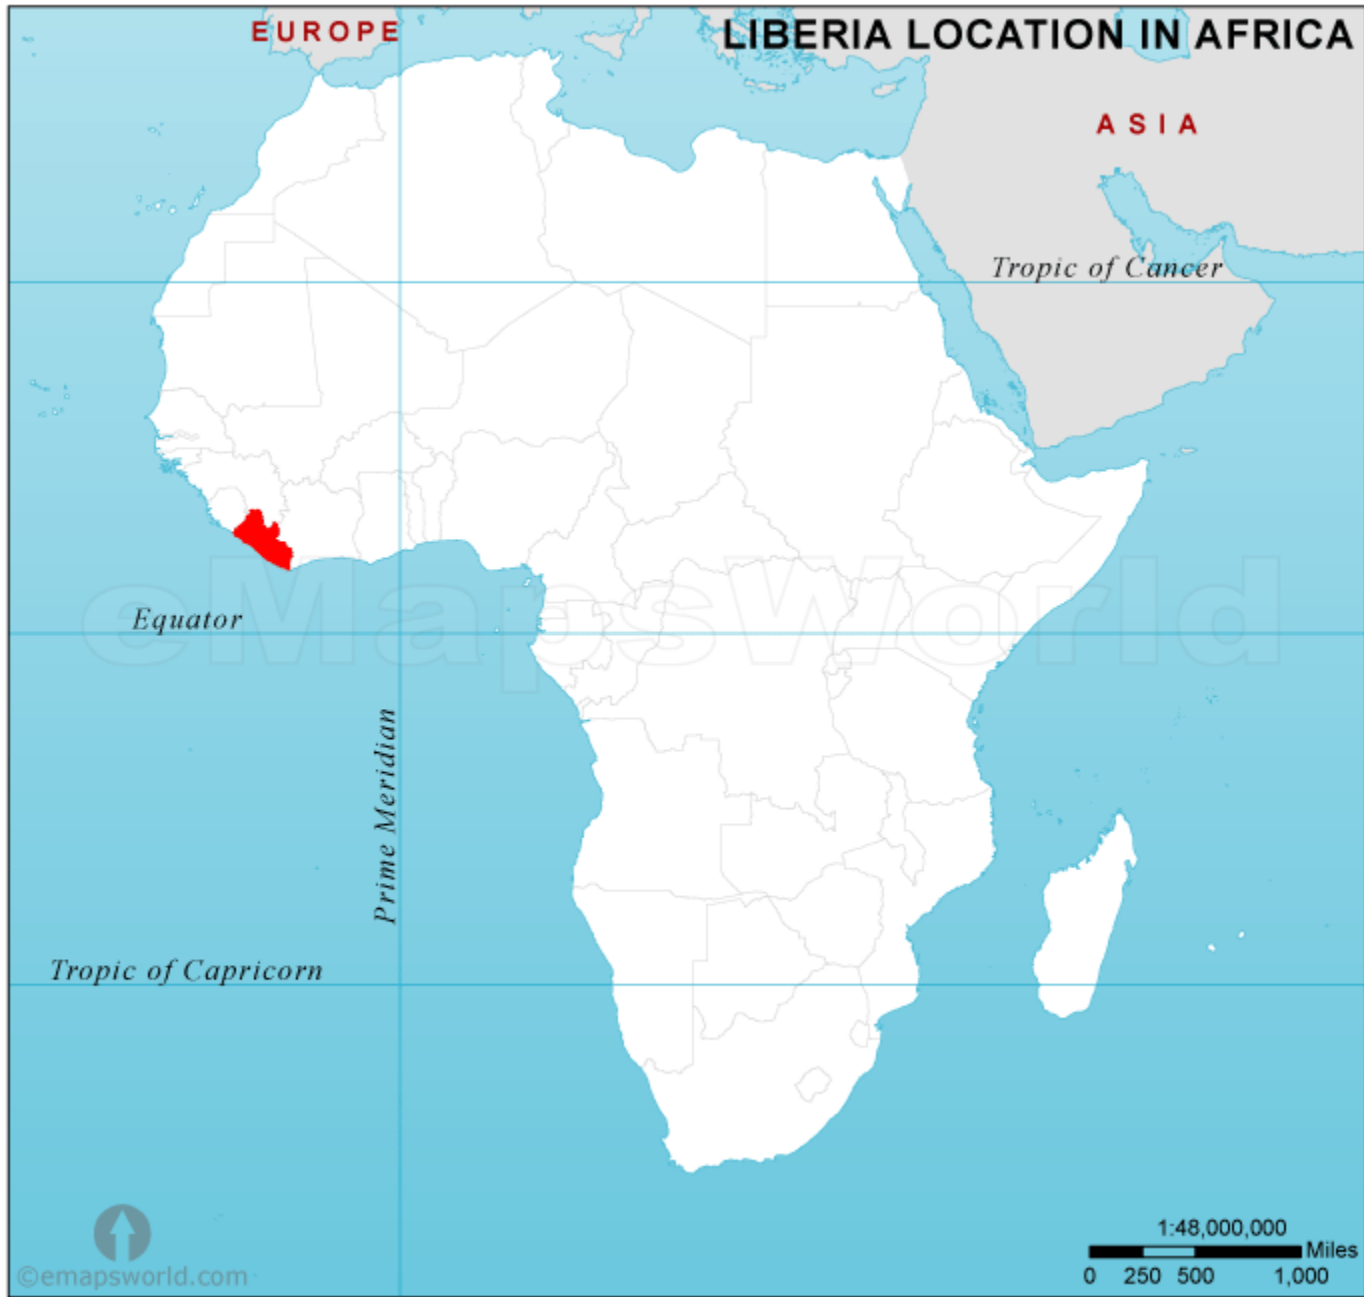 EUROPE
LIBERIA LOCATION IN AFRICA
ASIA
Tropic of Cancer
eMapsWorld
Equator
Prime Meridian
Tropic of Capricorn
1:48,000,000
Miles
0 250 500 1,000
©emapsworld.com